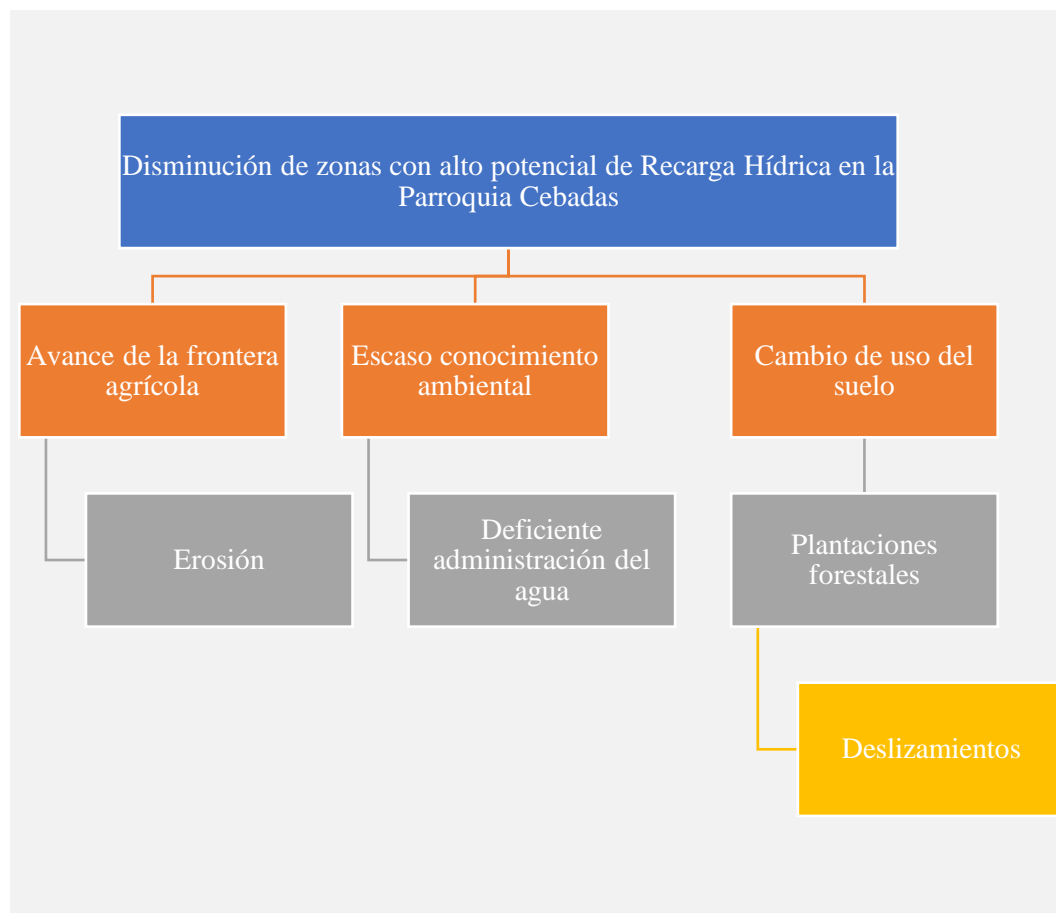 Disminución de zonas con alto potencial de Recarga Hídrica en la
Parroquia Cebadas
Avance de la frontera
agrícola
Escaso conocimiento
ambiental
Cambio de uso del
suelo
Erosión
Deficiente
administración del
agua
Plantaciones
forestales
Deslizamientos